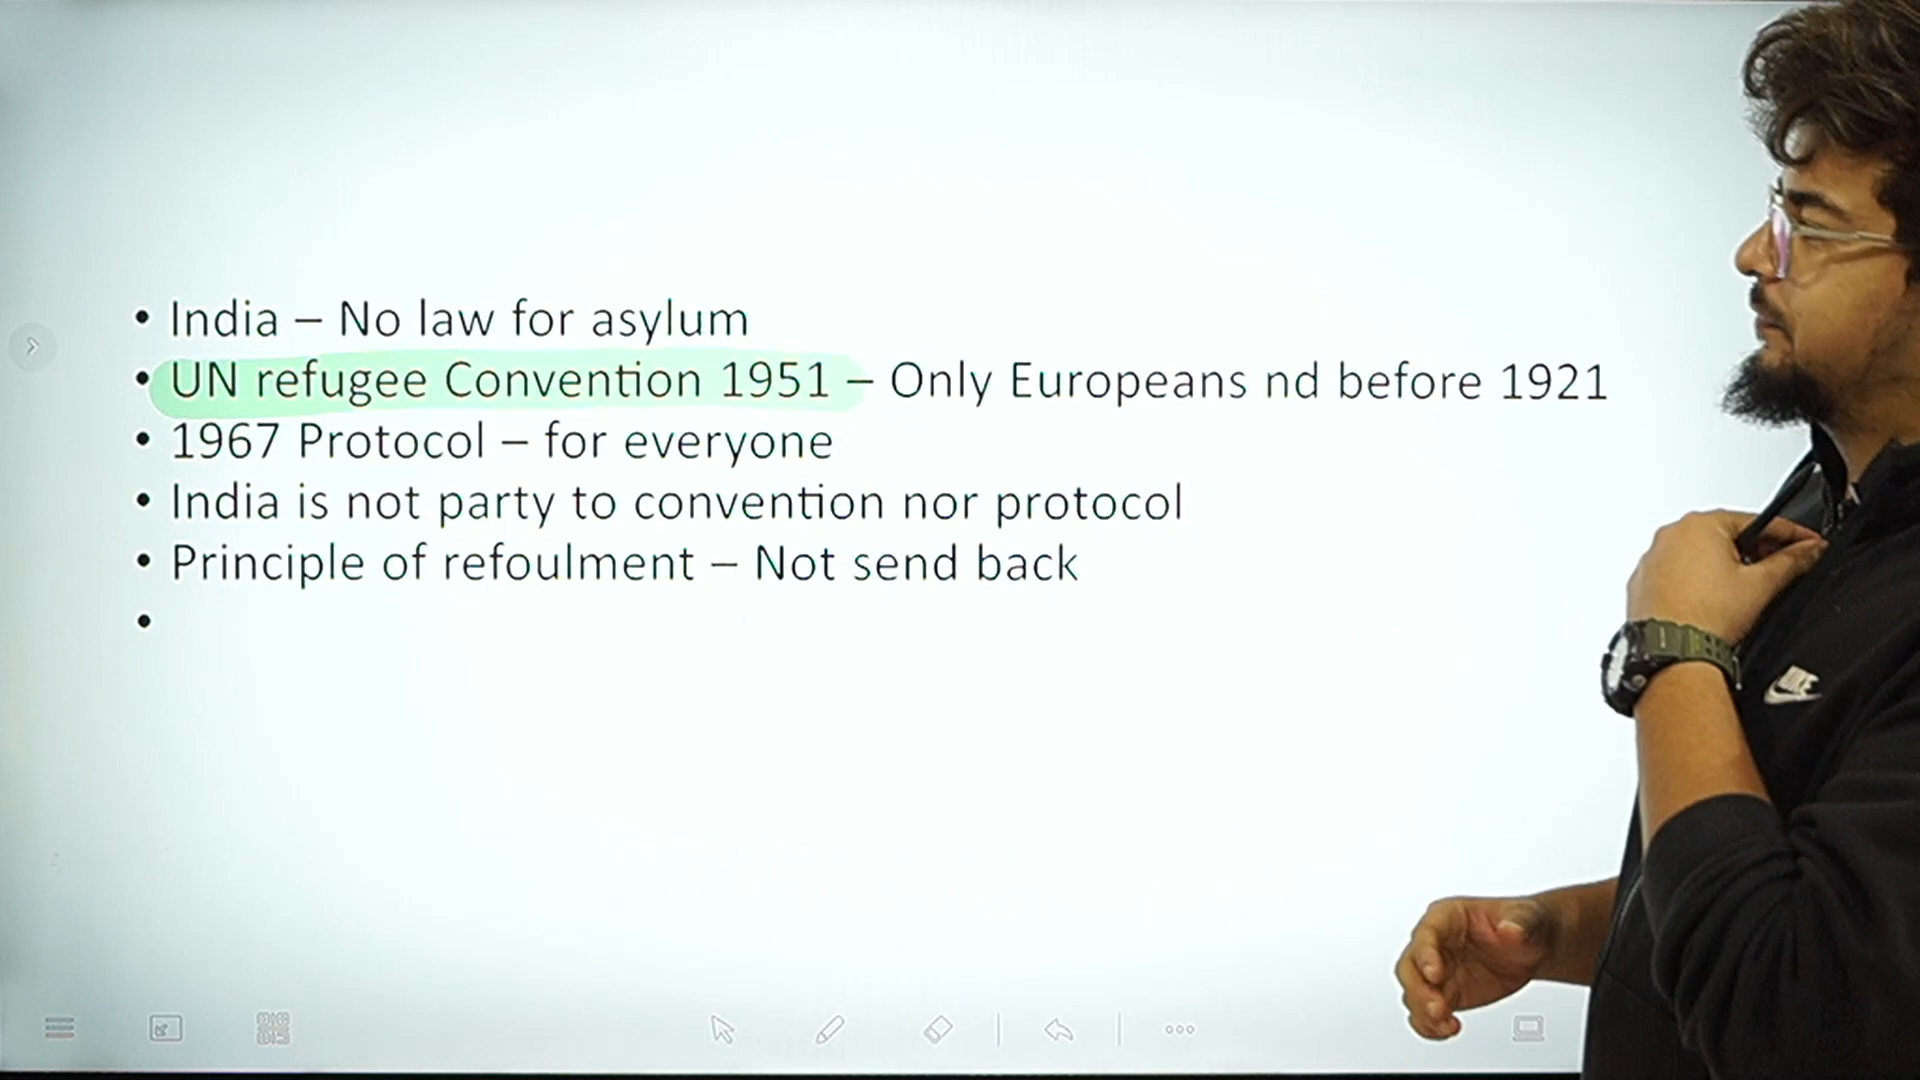 • India – No law for asylum
• UN refugee Convention 1951 – Only Europeans nd before 1921
• 1967 Protocol – for everyone
• India is not party to convention nor protocol
• Principle of refoulment – Not send back
•
NIKE